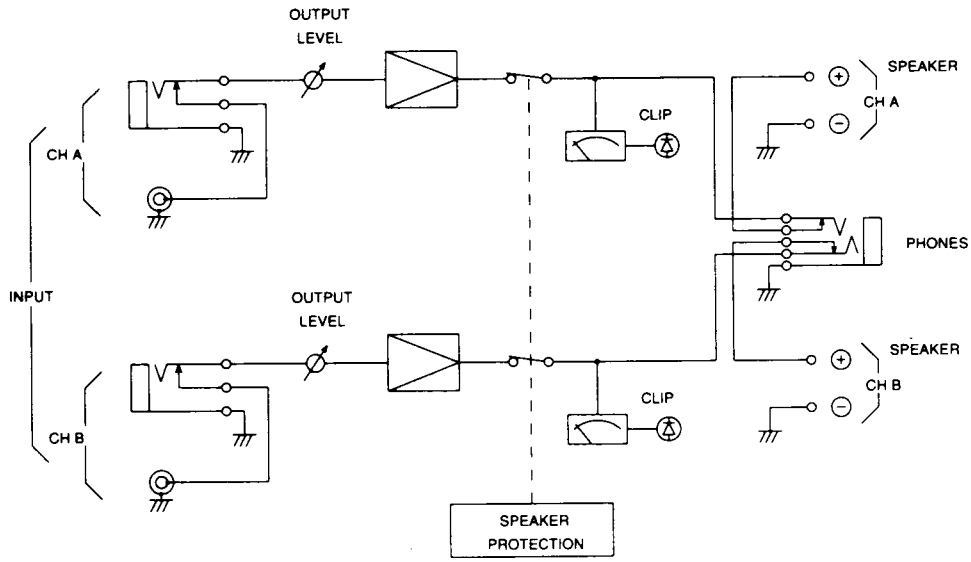 OUTPUT
LEVEL
SPEAKER
CLIP
CH A
CH A
PHONES
INPUT
OUTPUT
LEVEL
SPEAKER
CLIP
CH B
CH B
SPEAKER
PROTECTION